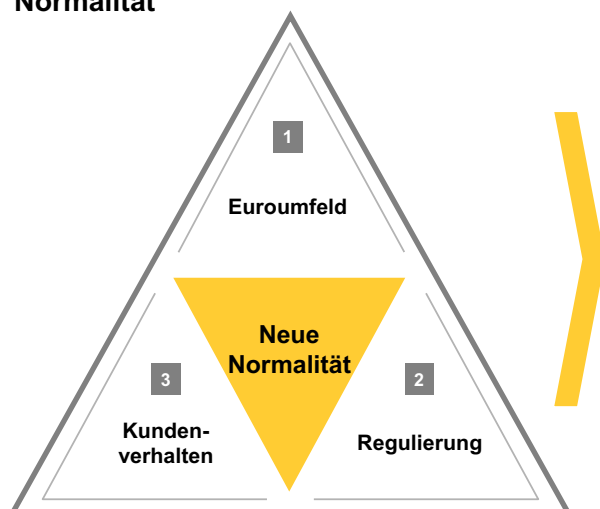 Normalität
1
Euroumfeld
Neue
Normalität
3
2
Kunden-
verhalten
Regulierung